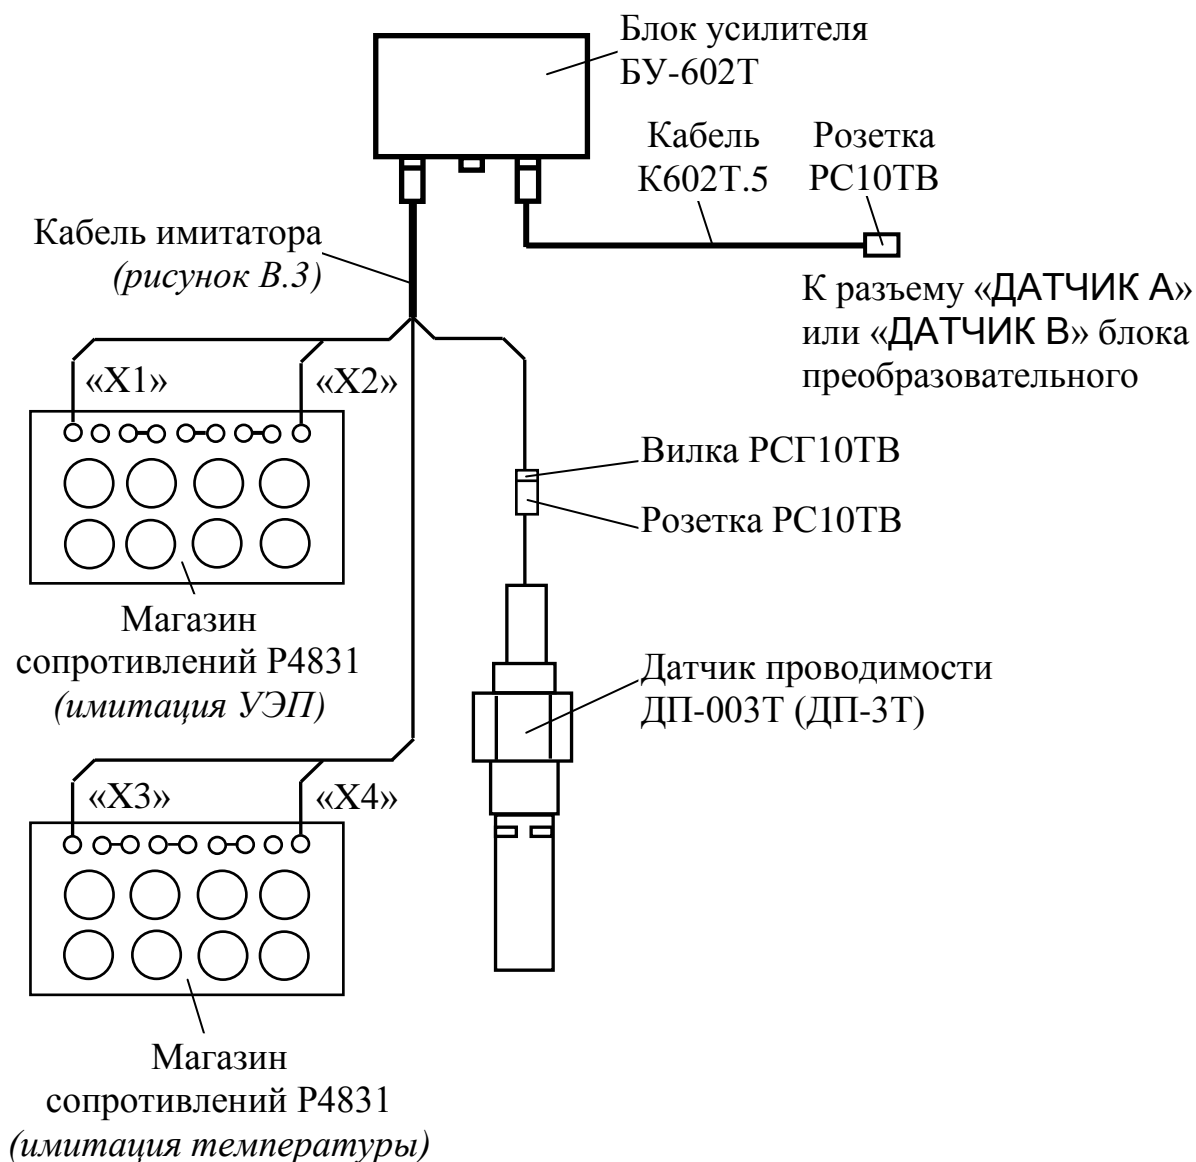 Блок усилителя
БУ-602Т
Кабель
К602Т.5
Розетка
РС10ТВ
Кабель имитатора
(рисунок В.3)
К разъему «ДАТЧИК А»
или «ДАТЧИК В» блока
преобразовательного
«Х1»
«Х2»
Вилка РСГ10ТВ
Розетка РС10ТВ
Магазин
сопротивлений Р4831
(имитация УЭП)
Датчик проводимости
ДП-003Т (ДП-3Т)
«Х3»
«Х4»
Магазин
сопротивлений Р4831
(имитация температуры)